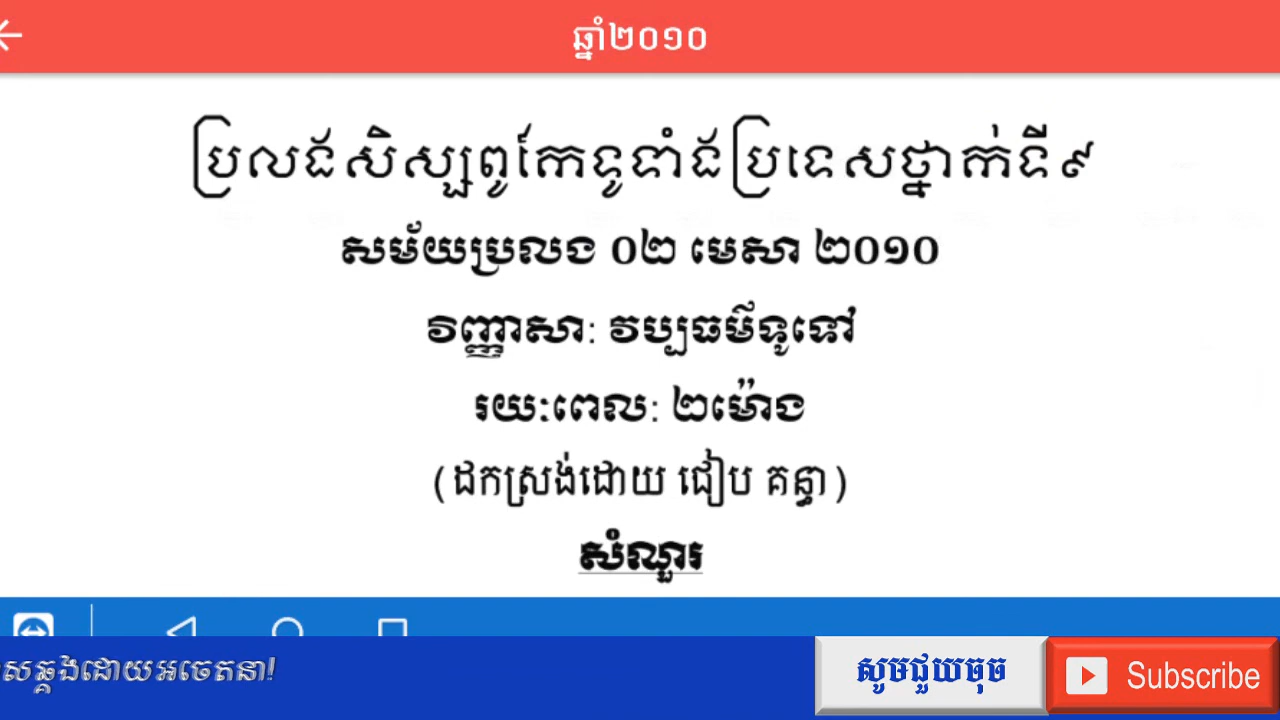 ឆ្នាំ២០១០
ប្រលងសិស្សពូកែទូទាំងប្រទេសថ្នាក់ទី៩
សម័យប្រលង ០២ មេសា ២០១០
វិញ្ញាសា: វប្បធម៌ទូទៅ
រយៈពេល: ២ម៉ោង
(ដកស្រង់ដោយ ជៀប គន្ធា)
សំណួរ
សឆ្គងដោយអចេតនា!
សូមជួយចុច
Subscribe